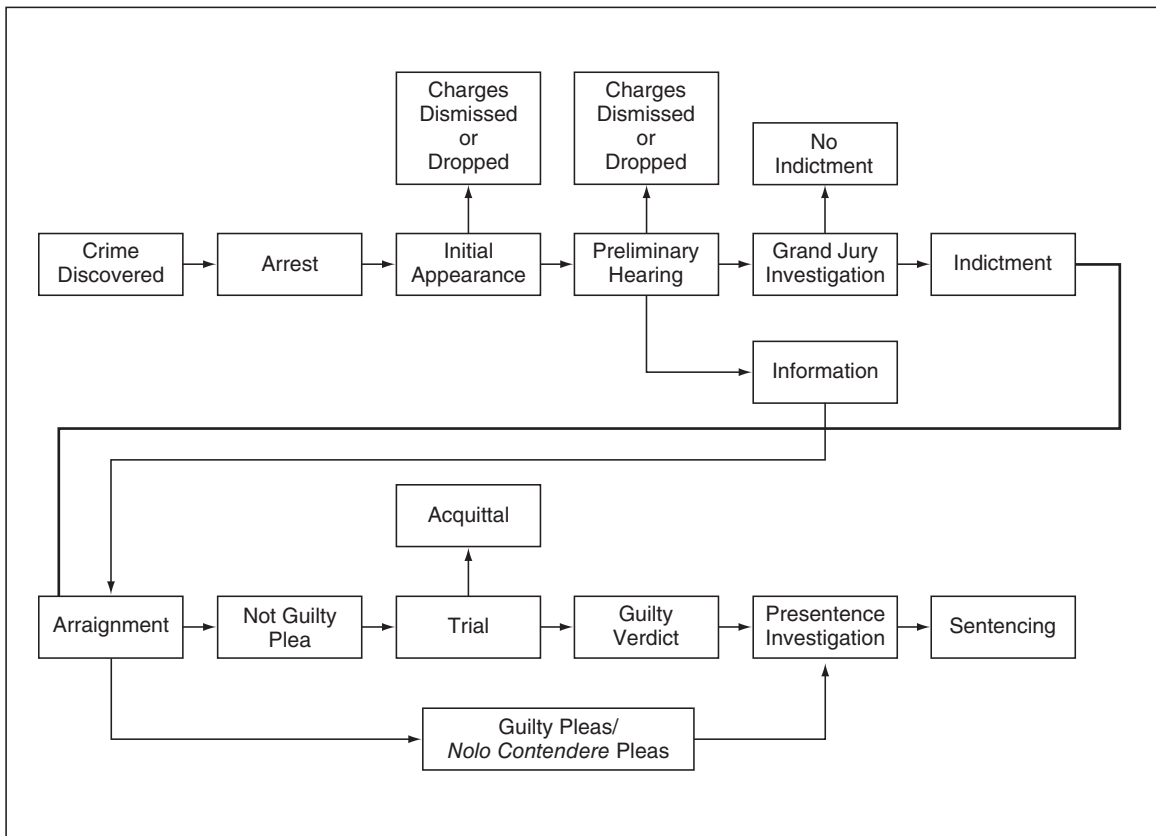 Charges
Dismissed
or
Dropped
Charges
Dismissed
or
Dropped
No
Indictment
Crime
Discovered
Arrest
Initial
Appearance
Preliminary
Hearing
Grand Jury
Investigation
Indictment
Information
Acquittal
Arraignment
Not Guilty
Plea
Trial
Guilty
Verdict
Presentence
Investigation
Sentencing
Guilty Pleas/
Nolo Contendere Pleas